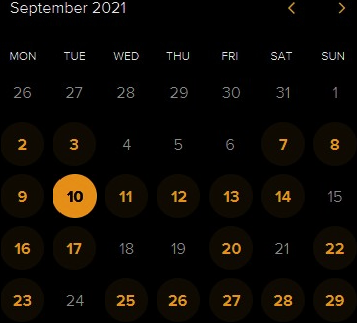 September 2021
MON TUE WED THU FRI SAT SUN
26 27 28 29 30 31 1
2 3 4 5 6 7 8
9 10 11 12 13 14 15
16 17 18 19 20 21 22
23 24 25 26 27 28 29